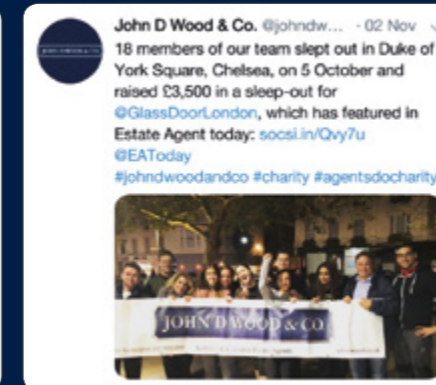 John D Wood & Co. @johndw... · 02 Nov
18 members of our team slept out in Duke of
York Square, Chelsea, on 5 October and
raised £3,500 in a sleep-out for
@GlassDoorLondon, which has featured in
Estate Agent today: socsi.in/Qvy7u
@EAToday
#johndwoodandco #charity #agentsdocharity
JOHN D WOOD & CO